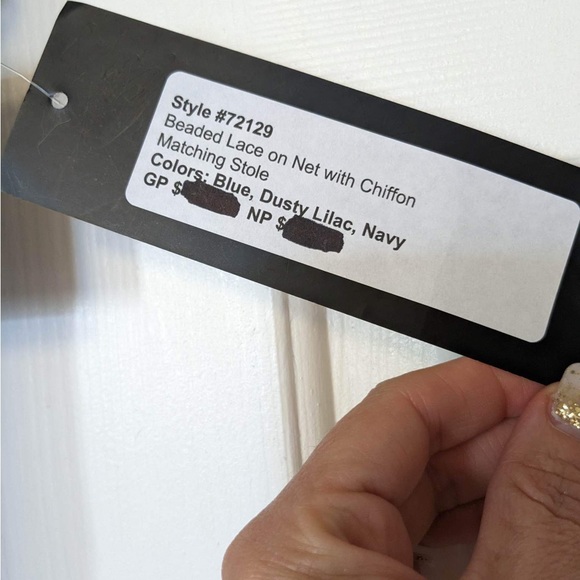 Style #72129
Beaded Lace on Net with Chiffon
Matching Stole
Colors: Blue, Dusty Lilac, Navy
GP $ NP $